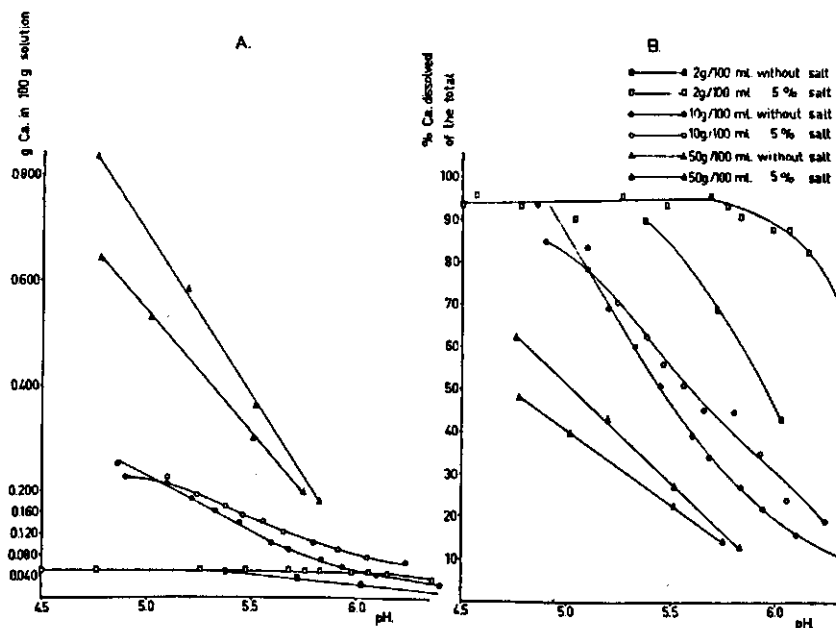 A.
g Ca. in 100 g solution
0.800
0.600
0.400
0.200
0.160
0.120
0.080
0.040
4.5
5.0
5.5
6.0
pH.
B.
% Ca. dissolved
of the total
2g/100 mL without salt
2g/100 ml 5 % salt
10g/100 mL without salt
10g/100 mL 5 % salt
50g/100 mL without salt
50g/100 mL 5 % salt
100
90
80
70
60
50
40
30
20
10
4.5
5.0
5.5
6.0
pH.